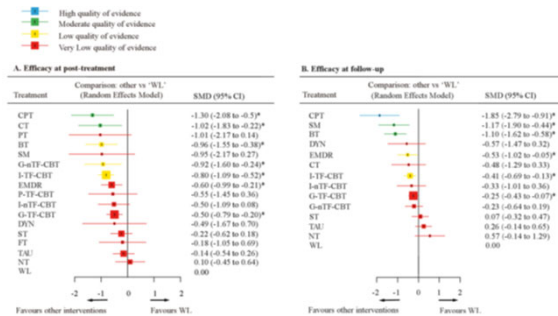 High quality of evidence
Moderate quality of evidence
Low quality of evidence
Very Low quality of evidence
A. Efficacy at post-treatment
Comparison: other vs 'WL'
Treatment (Random Effects Model) SMD (95% CI)
CPT -1.30 (-2.08 to -0.5)*
CT -1.02 (-1.83 to -0.22)*
PT -1.01 (-2.17 to 0.14)
BT -0.96 (-1.55 to -0.38)*
SM -0.95 (-2.17 to 0.27)
G-nTF-CBT -0.92 (-1.60 to -0.24)*
I-TF-CBT -0.80 (-1.09 to -0.52)*
EMDR -0.60 (-0.99 to -0.21)*
P-TF-CBT -0.55 (-1.45 to 0.36)
I-nTF-CBT -0.50 (-1.09 to 0.08)
G-TF-CBT -0.50 (-0.79 to -0.20)*
DYN -0.49 (-1.67 to 0.70)
ST -0.22 (-0.62 to 0.18)
FT -0.18 (-1.05 to 0.69)
TAU -0.14 (-0.54 to 0.26)
NT 0.10 (-0.45 to 0.64)
WL 0.00
-2 -1 0 1 2
Favours other interventions Favours WL
B. Efficacy at follow-up
Comparison: other vs 'WL'
Treatment (Random Effects Model) SMD (95% CI)
CPT -1.85 (-2.79 to -0.91)*
SM -1.17 (-1.90 to -0.44)*
BT -1.10 (-1.62 to -0.58)*
DYN -0.57 (-1.47 to 0.32)
EMDR -0.53 (-1.02 to -0.05)*
CT -0.48 (-1.29 to 0.33)
I-TF-CBT -0.41 (-0.69 to -0.13)*
I-nTF-CBT -0.33 (-1.01 to 0.36)
G-TF-CBT -0.25 (-0.43 to -0.07)*
G-nTF-CBT -0.23 (-0.64 to 0.19)
ST 0.07 (-0.32 to 0.47)
TAU 0.26 (-0.14 to 0.65)
NT 0.57 (-0.14 to 1.29)
WL 0.00
-2 -1 0 1 2
Favours other interventions Favours WL